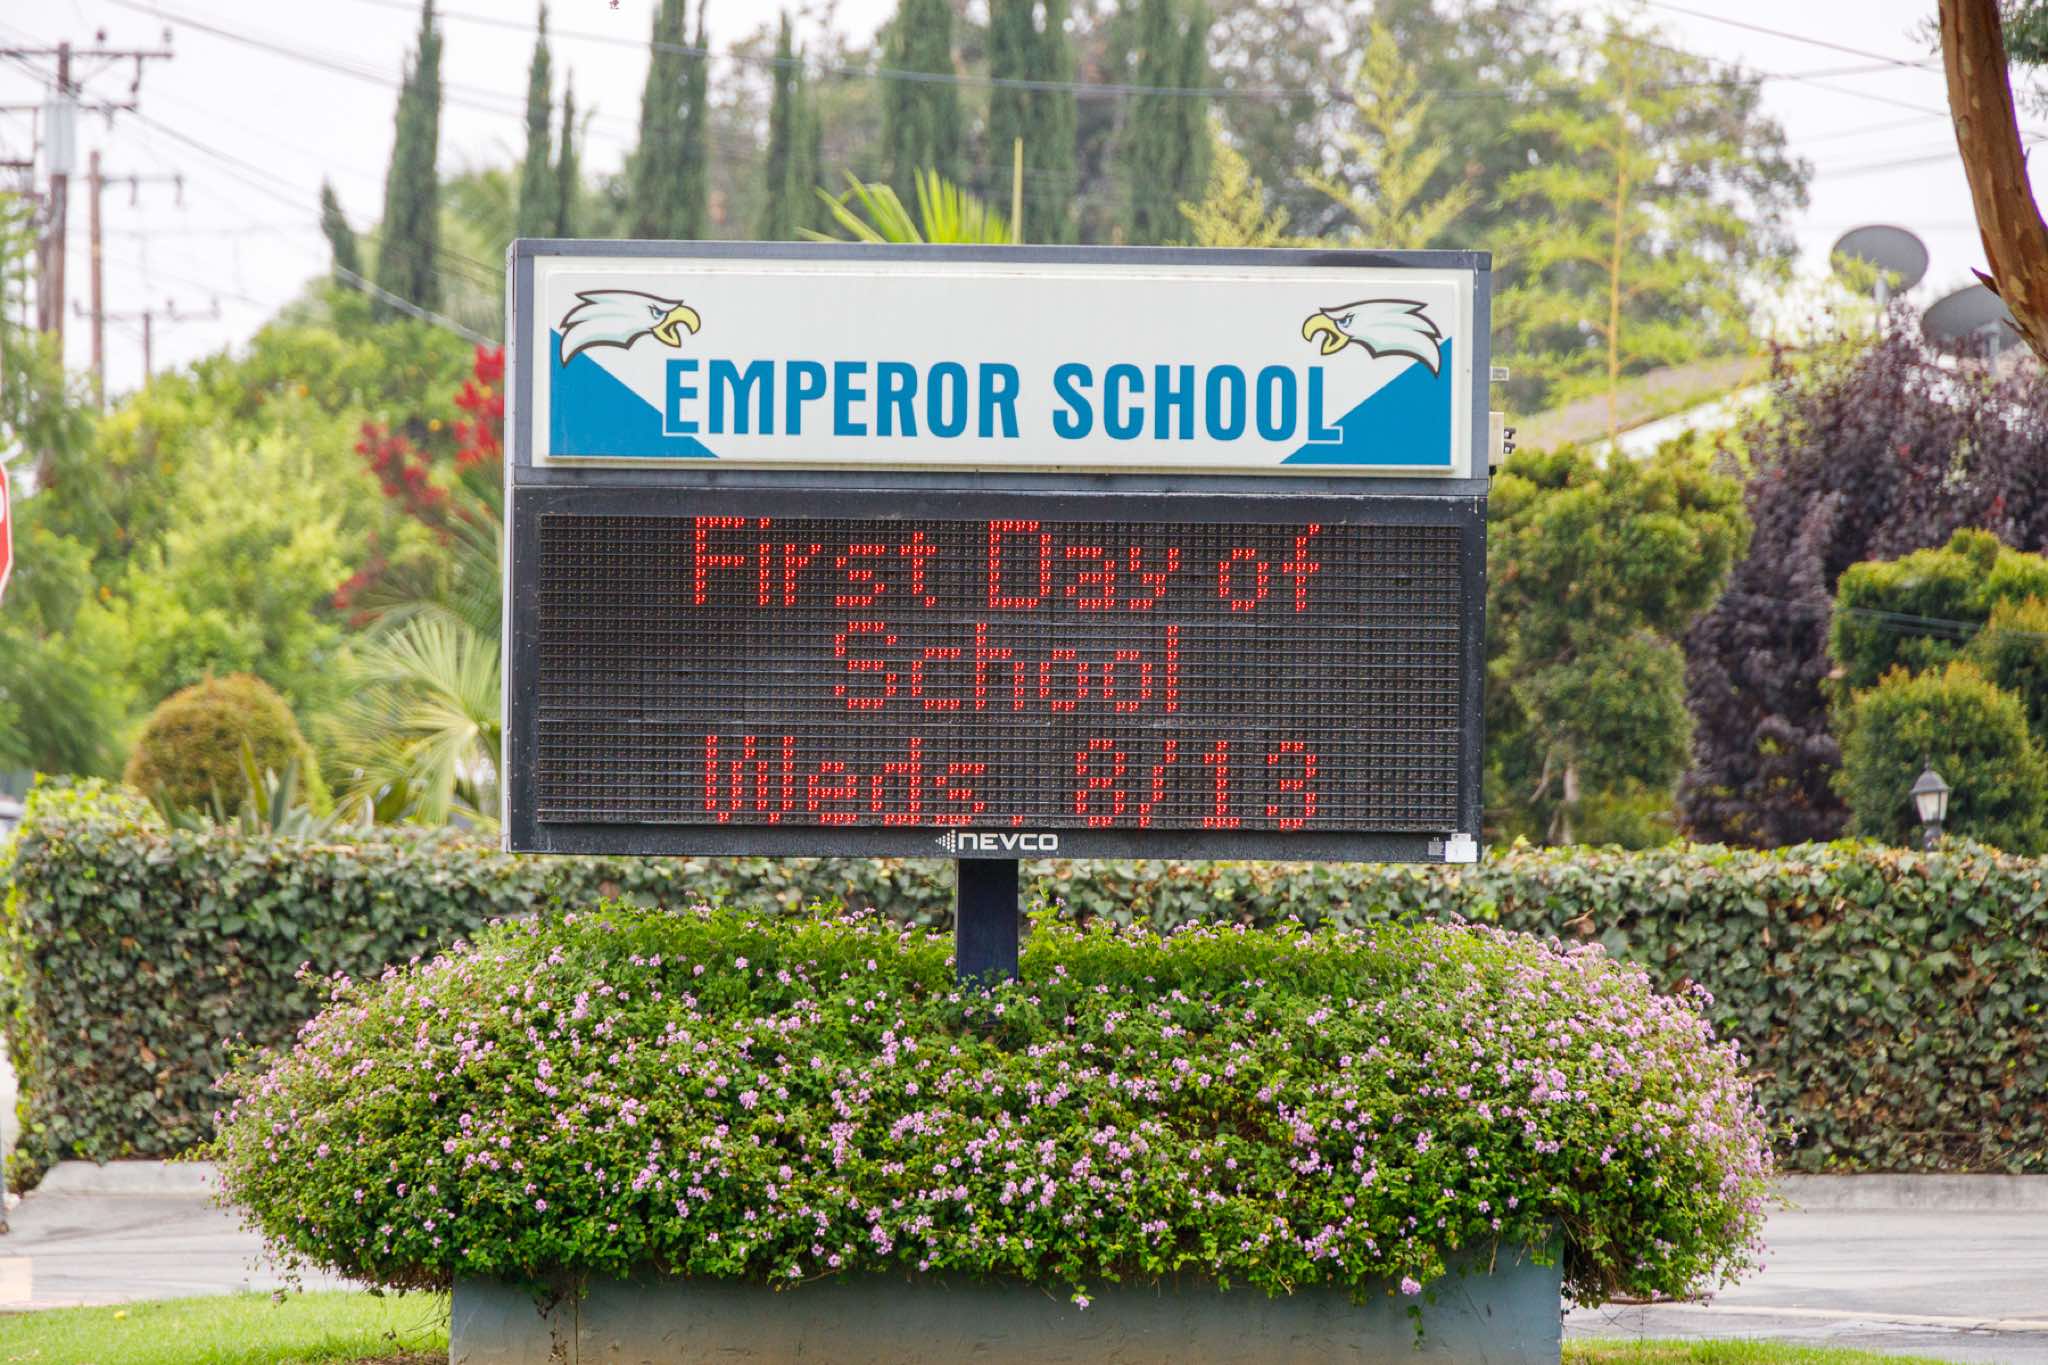 EMPEROR SCHOOL
First Day of
School
Weds. 8/13
NEVCO